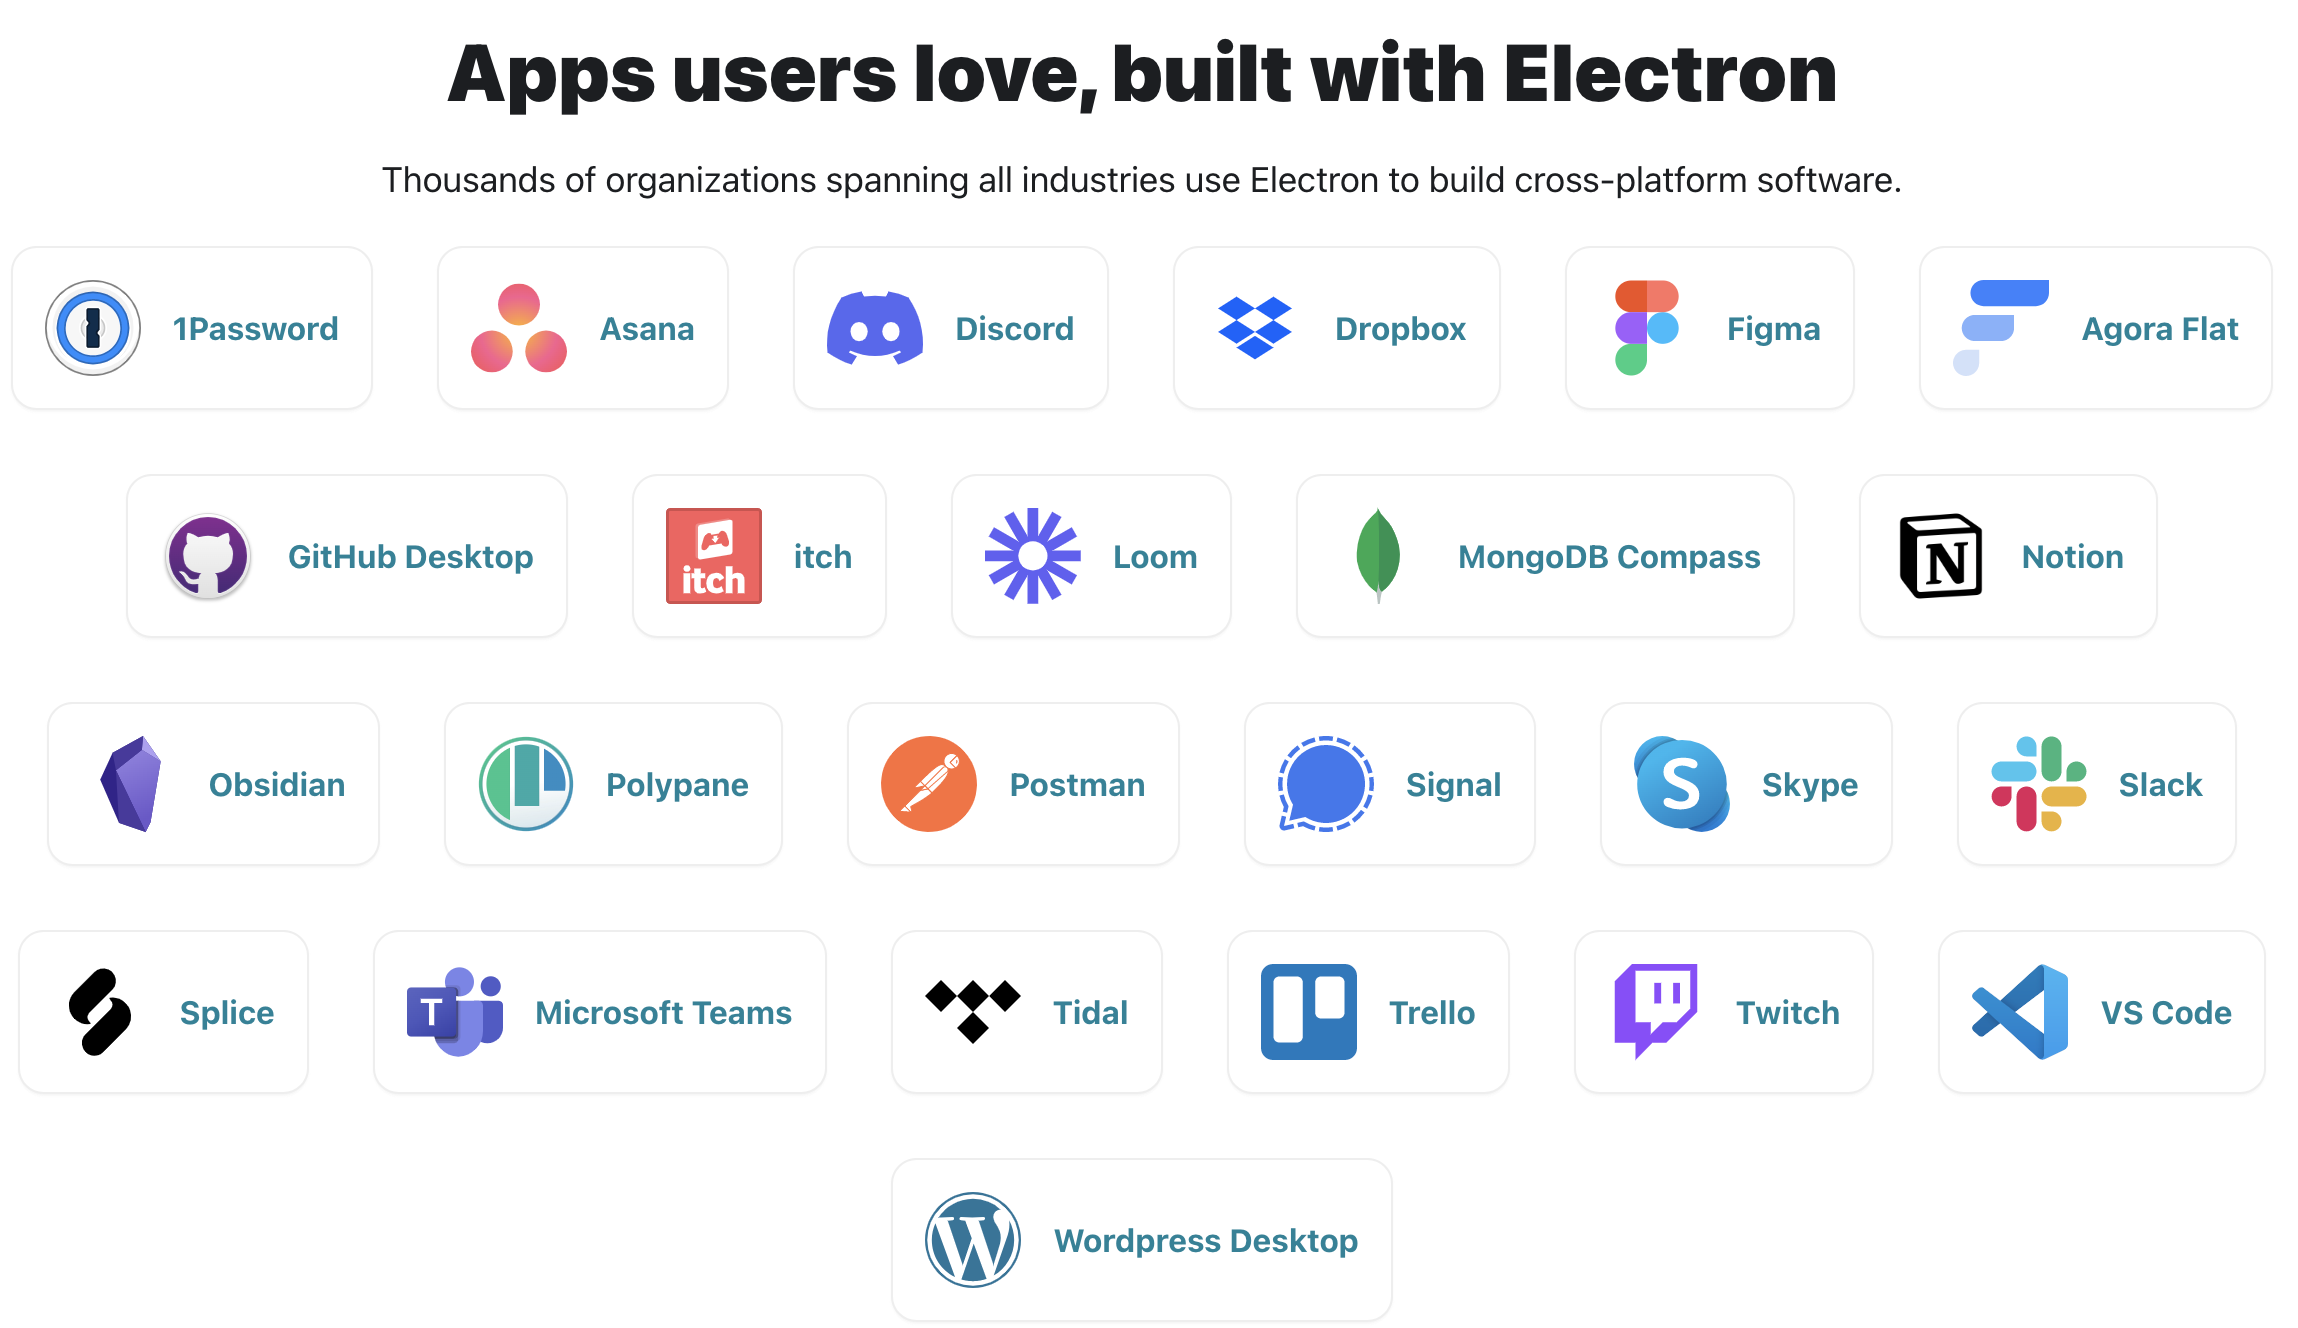 Apps users love, built with Electron
Thousands of organizations spanning all industries use Electron to build cross-platform software.
1Password
Asana
Discord
Dropbox
Figma
Agora Flat
GitHub Desktop
itch
itch
Loom
MongoDB Compass
N
Notion
Obsidian
Polypane
Postman
Signal
S
Skype
Slack
Splice
T
Microsoft Teams
Tidal
Trello
Twitch
VS Code
W
Wordpress Desktop